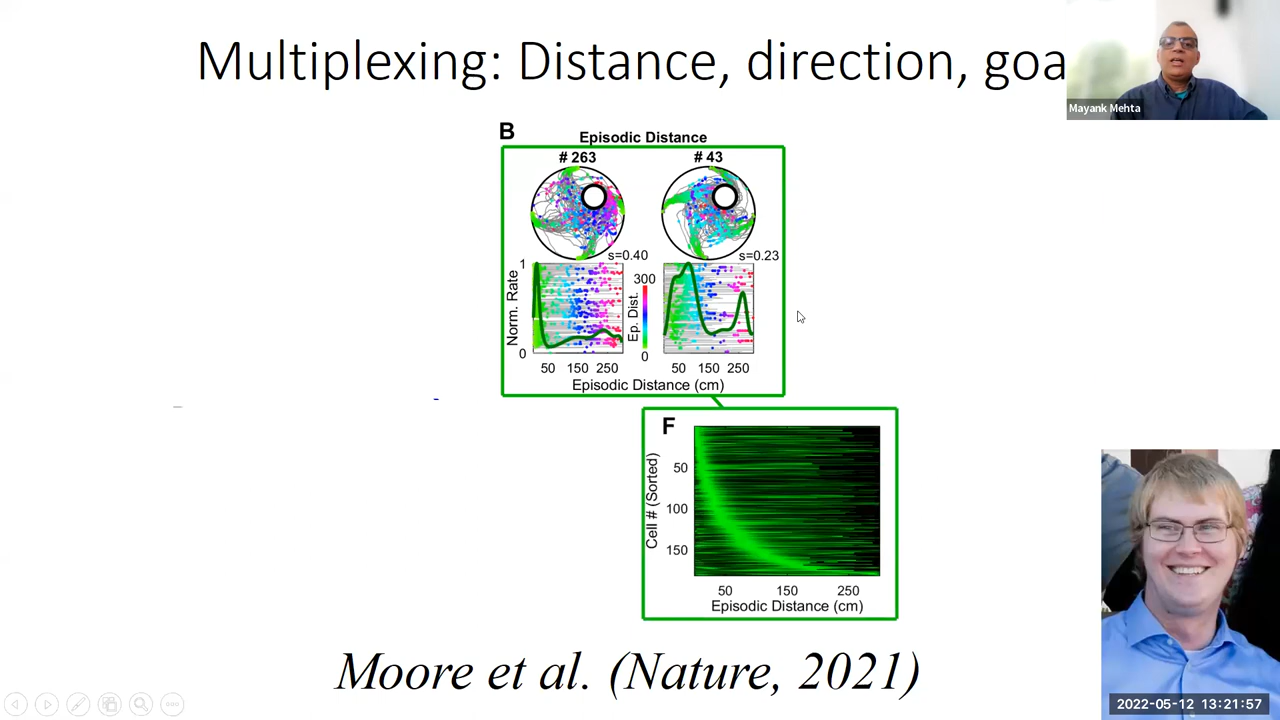 Multiplexing: Distance, direction, goa
Mayank Mehta
B
Episodic Distance
# 263
# 43
s=0.40
s=0.23
Norm. Rate
1
0
Ep. Dist.
300
0
50 150 250
50 150 250
Episodic Distance (cm)
F
Cell # (Sorted)
50
100
150
50 150 250
Episodic Distance (cm)
Moore et al. (Nature, 2021)
2022-05-12 13:21:57